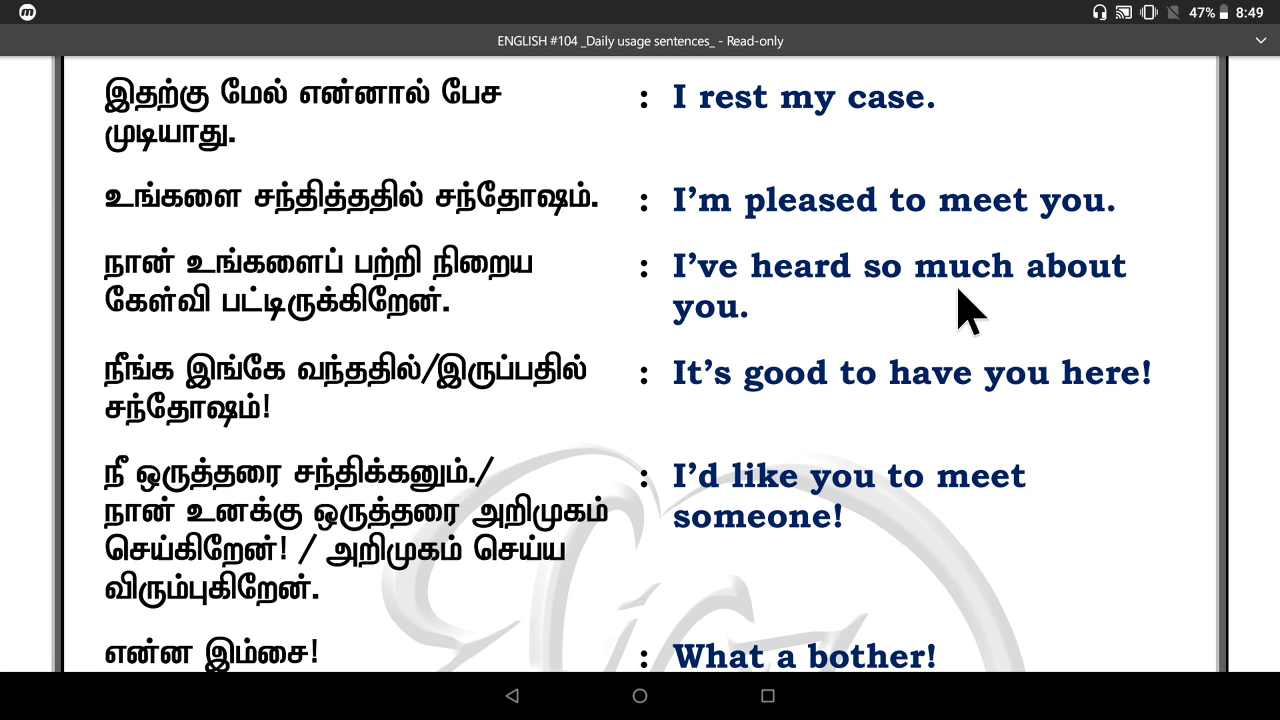 47% 8:49
ENGLISH #104 _Daily usage sentences_ - Read-only
இதற்கு மேல் என்னால் பேச : I rest my case.
முடியாது.
உங்களை சந்தித்ததில் சந்தோஷம். : I'm pleased to meet you.
நான் உங்களைப் பற்றி நிறைய : I've heard so much about
கேள்வி பட்டிருக்கிறேன். you.
நீங்க இங்கே வந்ததில்/இருப்பதில் : It's good to have you here!
சந்தோஷம்!
நீ ஒருத்தரை சந்திக்கனும்./ : I'd like you to meet
நான் உனக்கு ஒருத்தரை அறிமுகம் someone!
செய்கிறேன்! / அறிமுகம் செய்ய
விரும்புகிறேன்.
என்ன இம்சை! : What a bother!